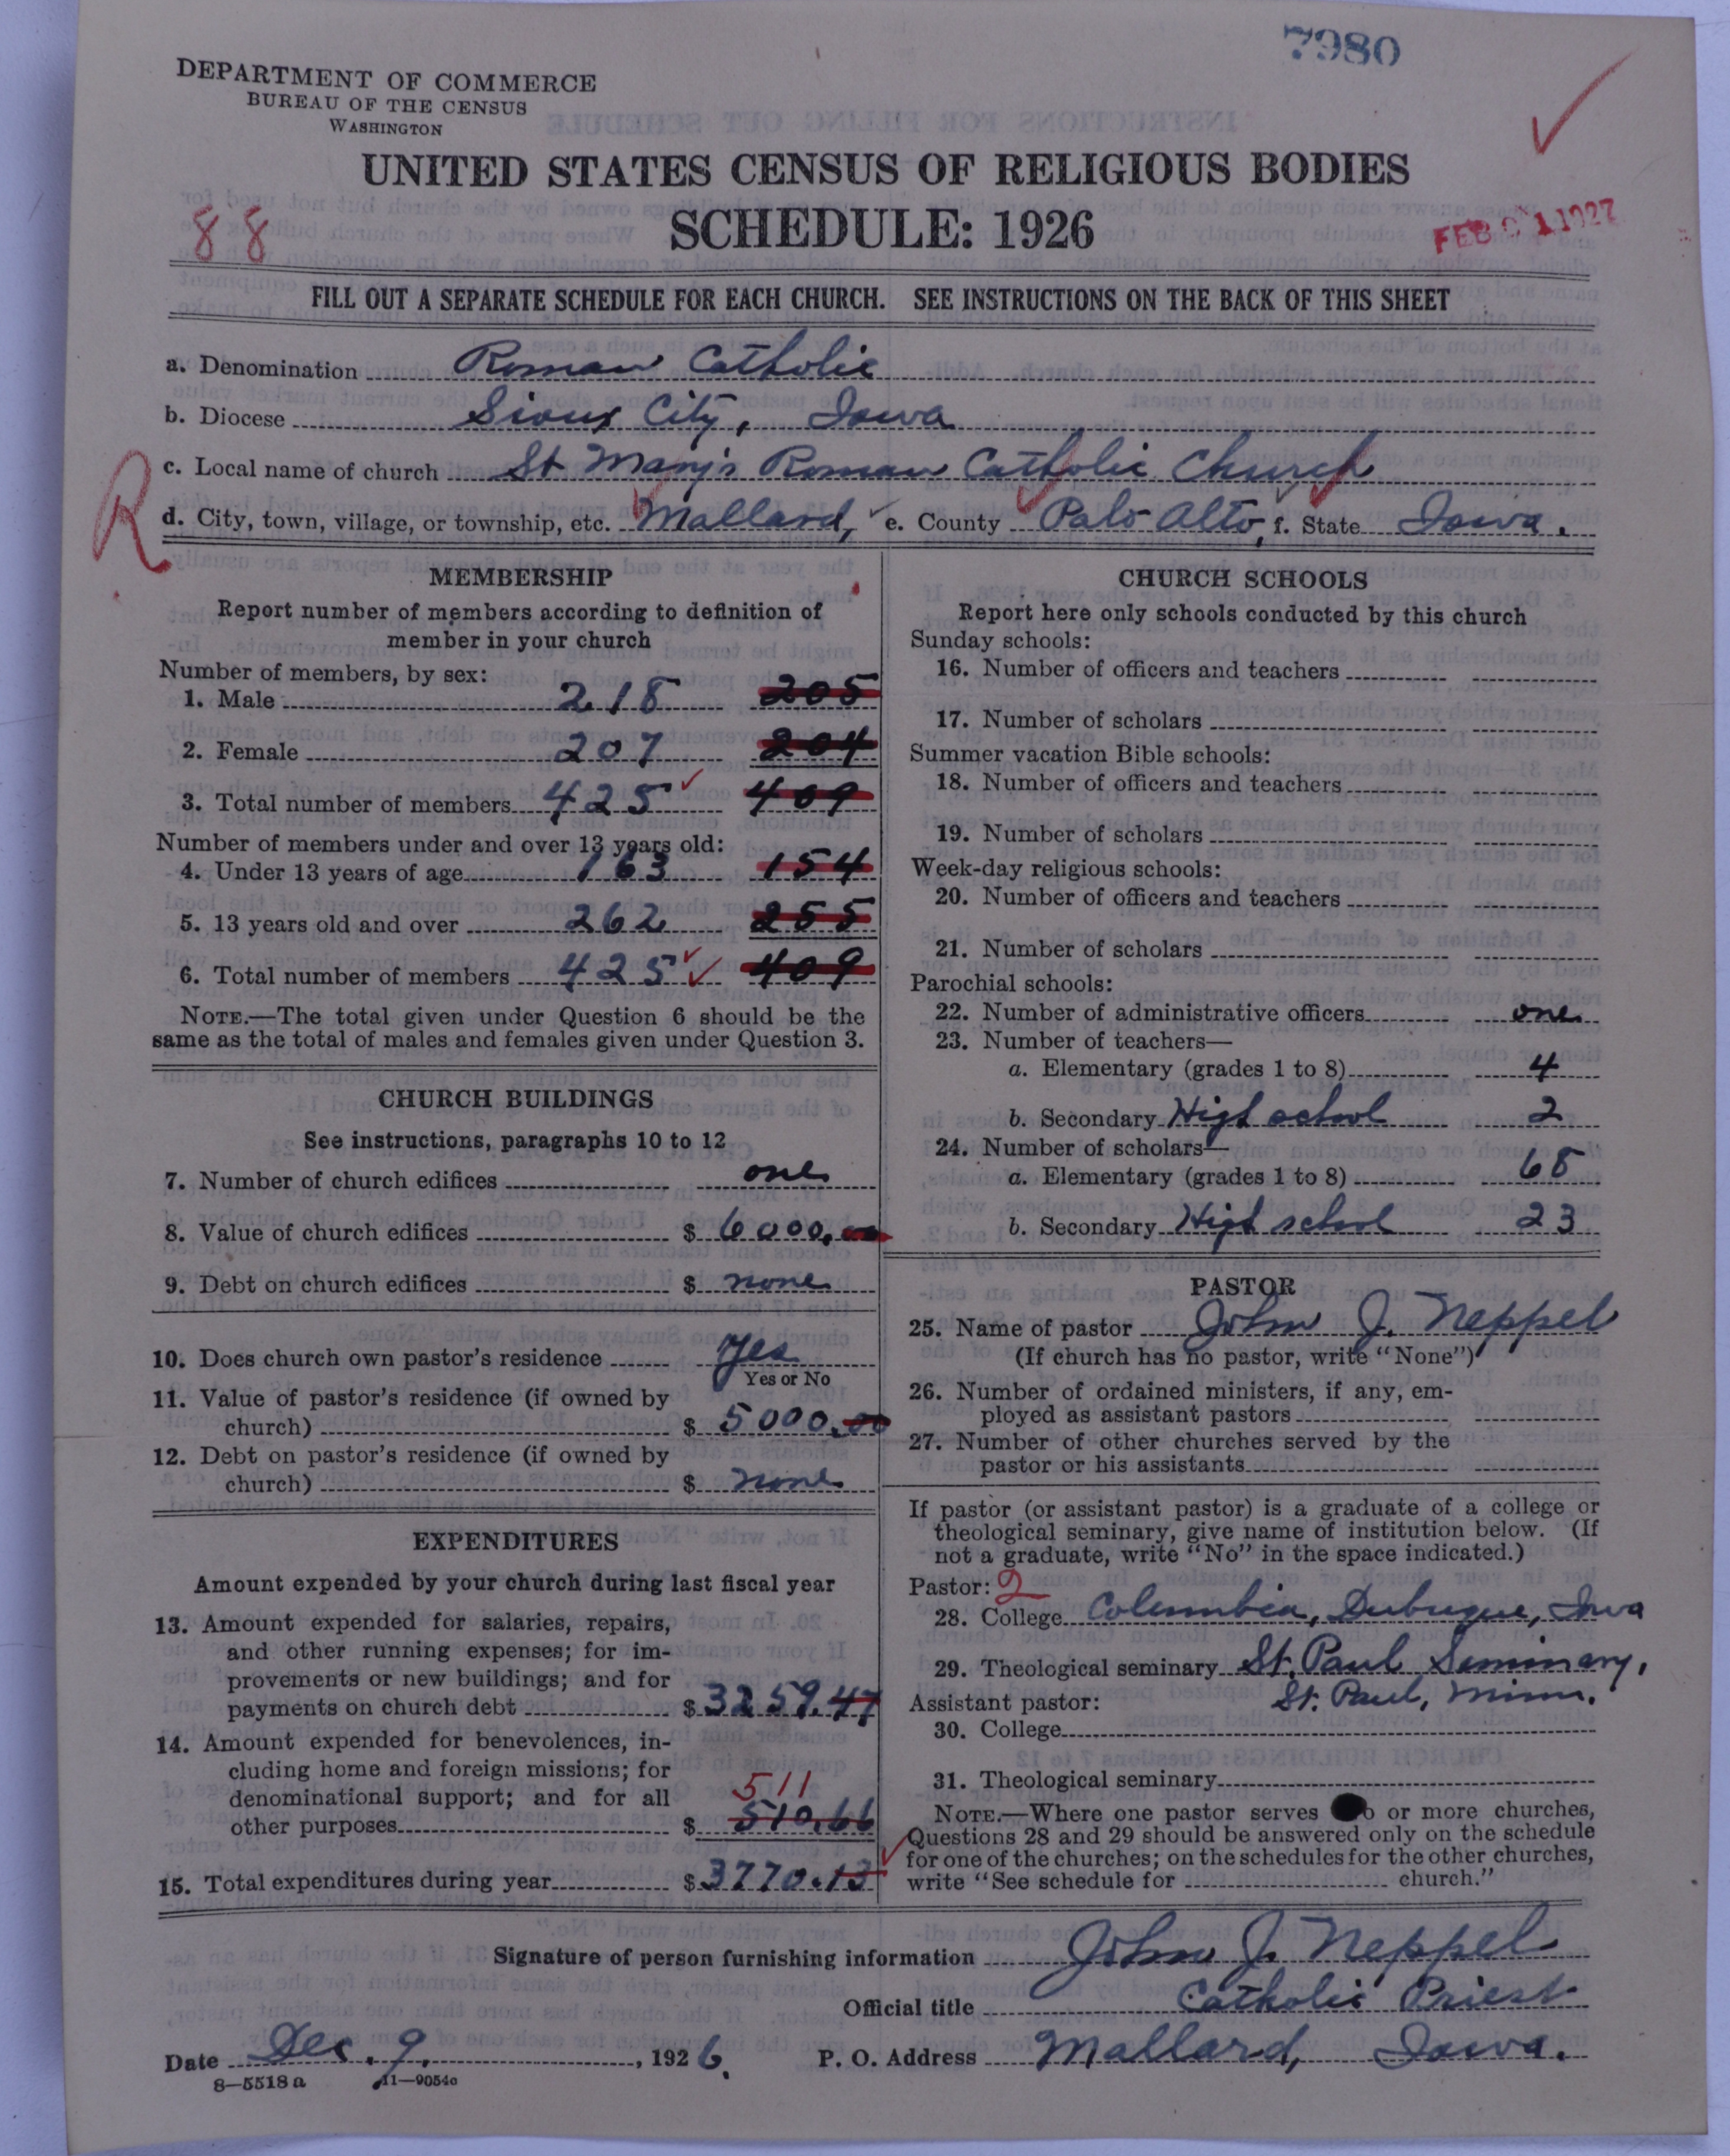 7980
DEPARTMENT OF COMMERCE
BUREAU OF THE CENSUS
WASHINGTON
UNITED STATES CENSUS OF RELIGIOUS BODIES
SCHEDULE: 1926
88
FEB 1 1927
FILL OUT A SEPARATE SCHEDULE FOR EACH CHURCH. SEE INSTRUCTIONS ON THE BACK OF THIS SHEET
a. Denomination Roman Catholic
b. Diocese Sioux City, Iowa
c. Local name of church St Mary's Roman Catholic Church
R
d. City, town, village, or township, etc. Mallard, e. County Palo Alto, f. State Iowa.
MEMBERSHIP
Report number of members according to definition of
member in your church
Number of members, by sex:
1. Male 218 205
2. Female 207 204
3. Total number of members 425 409
Number of members under and over 13 years old:
4. Under 13 years of age 163 154
5. 13 years old and over 262 255
6. Total number of members 425 409
NOTE.—The total given under Question 6 should be the
same as the total of males and females given under Question 3.
CHURCH BUILDINGS
See instructions, paragraphs 10 to 12
7. Number of church edifices one
8. Value of church edifices $ 6000.00
9. Debt on church edifices $ none
10. Does church own pastor's residence Yes
Yes or No
11. Value of pastor's residence (if owned by
church) $ 5000.00
12. Debt on pastor's residence (if owned by
church) $ none
EXPENDITURES
Amount expended by your church during last fiscal year
13. Amount expended for salaries, repairs,
and other running expenses; for im-
provements or new buildings; and for
payments on church debt $ 3259.47
14. Amount expended for benevolences, in-
cluding home and foreign missions; for
denominational support; and for all 511
other purposes $ 510.66
15. Total expenditures during year $ 3770.13
CHURCH SCHOOLS
Report here only schools conducted by this church
Sunday schools:
16. Number of officers and teachers
17. Number of scholars
Summer vacation Bible schools:
18. Number of officers and teachers
19. Number of scholars
Week-day religious schools:
20. Number of officers and teachers
21. Number of scholars
Parochial schools:
22. Number of administrative officers one
23. Number of teachers—
a. Elementary (grades 1 to 8) 4
b. Secondary High school 2
24. Number of scholars—
a. Elementary (grades 1 to 8) 68
b. Secondary High school 23
PASTOR
25. Name of pastor John J. Neppel
(If church has no pastor, write "None")
26. Number of ordained ministers, if any, em-
ployed as assistant pastors
27. Number of other churches served by the
pastor or his assistants
If pastor (or assistant pastor) is a graduate of a college or
theological seminary, give name of institution below. (If
not a graduate, write "No" in the space indicated.)
Pastor: 2
28. College Columbia, Dubuque, Iowa
29. Theological seminary St. Paul Seminary,
Assistant pastor: St. Paul, Minn.
30. College
31. Theological seminary
NOTE.—Where one pastor serves or more churches,
Questions 28 and 29 should be answered only on the schedule
for one of the churches; on the schedules for the other churches,
write "See schedule for church."
Signature of person furnishing information John J. Neppel
Official title Catholic Priest
Date Dec. 9, 1926. P. O. Address Mallard, Iowa.
8—5518a 11—9054c